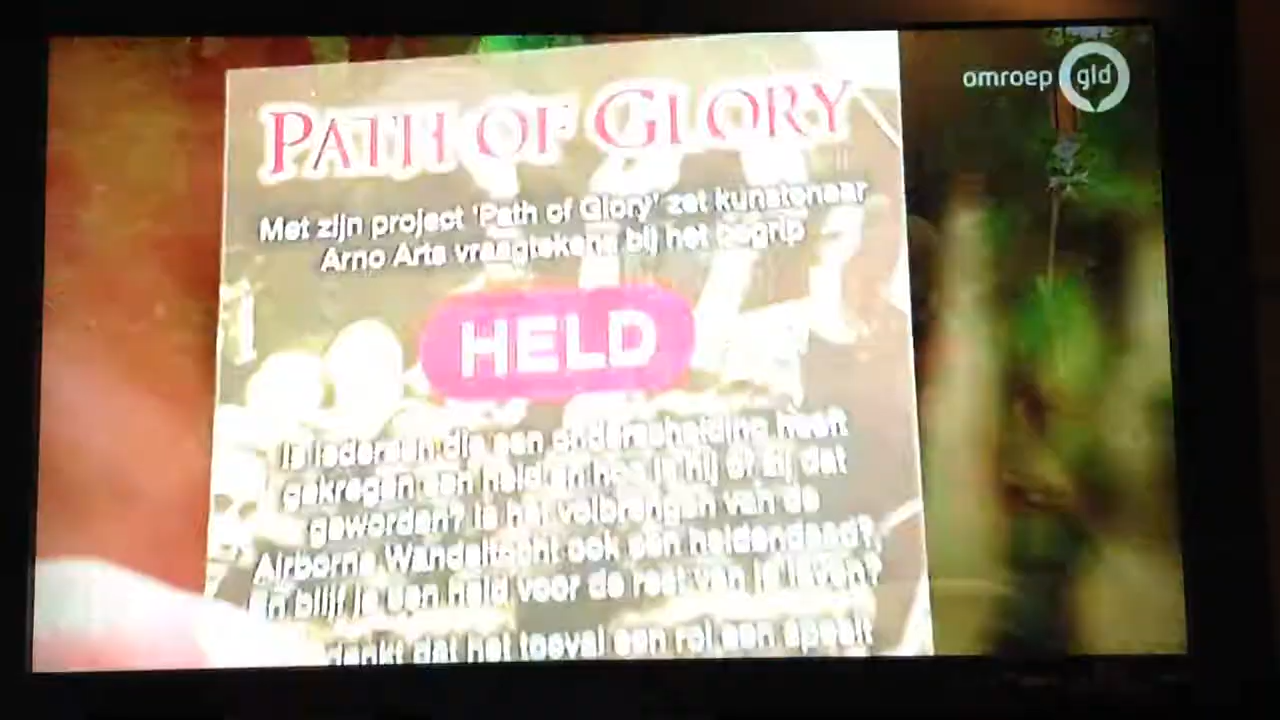 omroep gld
PATH OF GLORY
Met zijn project 'Path of Glory' zet kunstenaar
Arno Arts vraagtekens bij het begrip
HELD
Is iedereen die een onderscheiding heeft
gekregen een held en hoe is hij of zij dat
geworden? Is het volbrengen van de
Airborne Wandeltocht ook een heldendaad?
En blijf je een held voor de rest van je leven?
denkt dat het toeval een rol een speelt